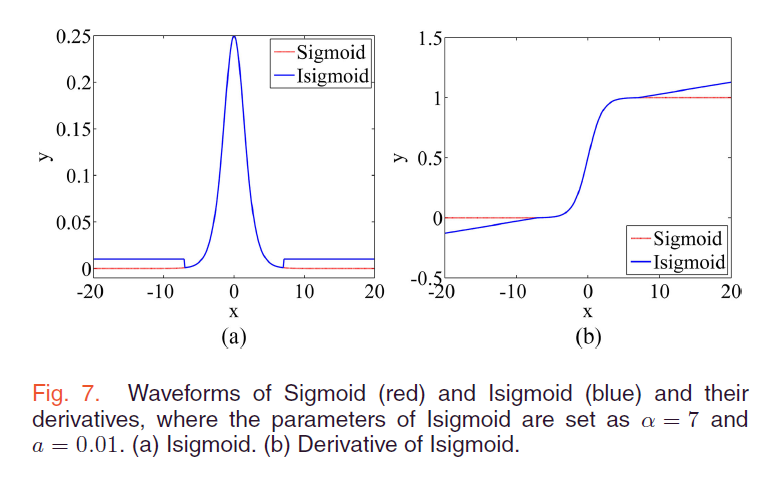 0.25
0.2
0.15
0.1
0.05
0
y
-20 -10 0 10 20
x
Sigmoid
Isigmoid
(a)
1.5
1
0.5
0
-0.5
y
-20 -10 0 10 20
x
Sigmoid
Isigmoid
(b)
Fig. 7. Waveforms of Sigmoid (red) and Isigmoid (blue) and their
derivatives, where the parameters of Isigmoid are set as α = 7 and
a = 0.01. (a) Isigmoid. (b) Derivative of Isigmoid.